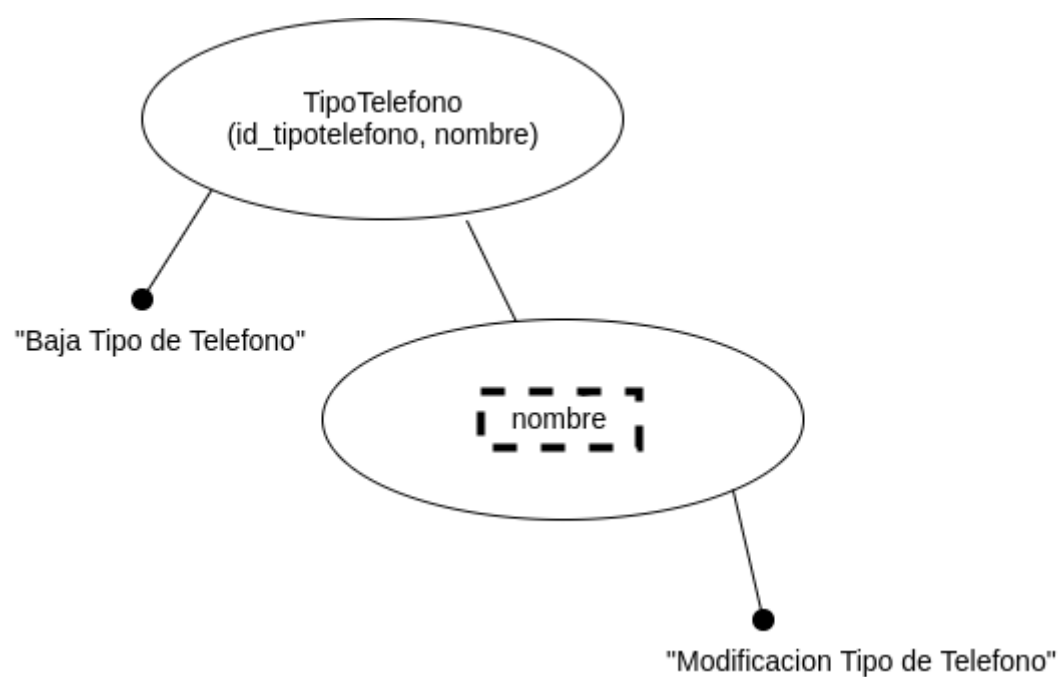 TipoTelefono
(id_tipotelefono, nombre)
"Baja Tipo de Telefono"
nombre
"Modificacion Tipo de Telefono"